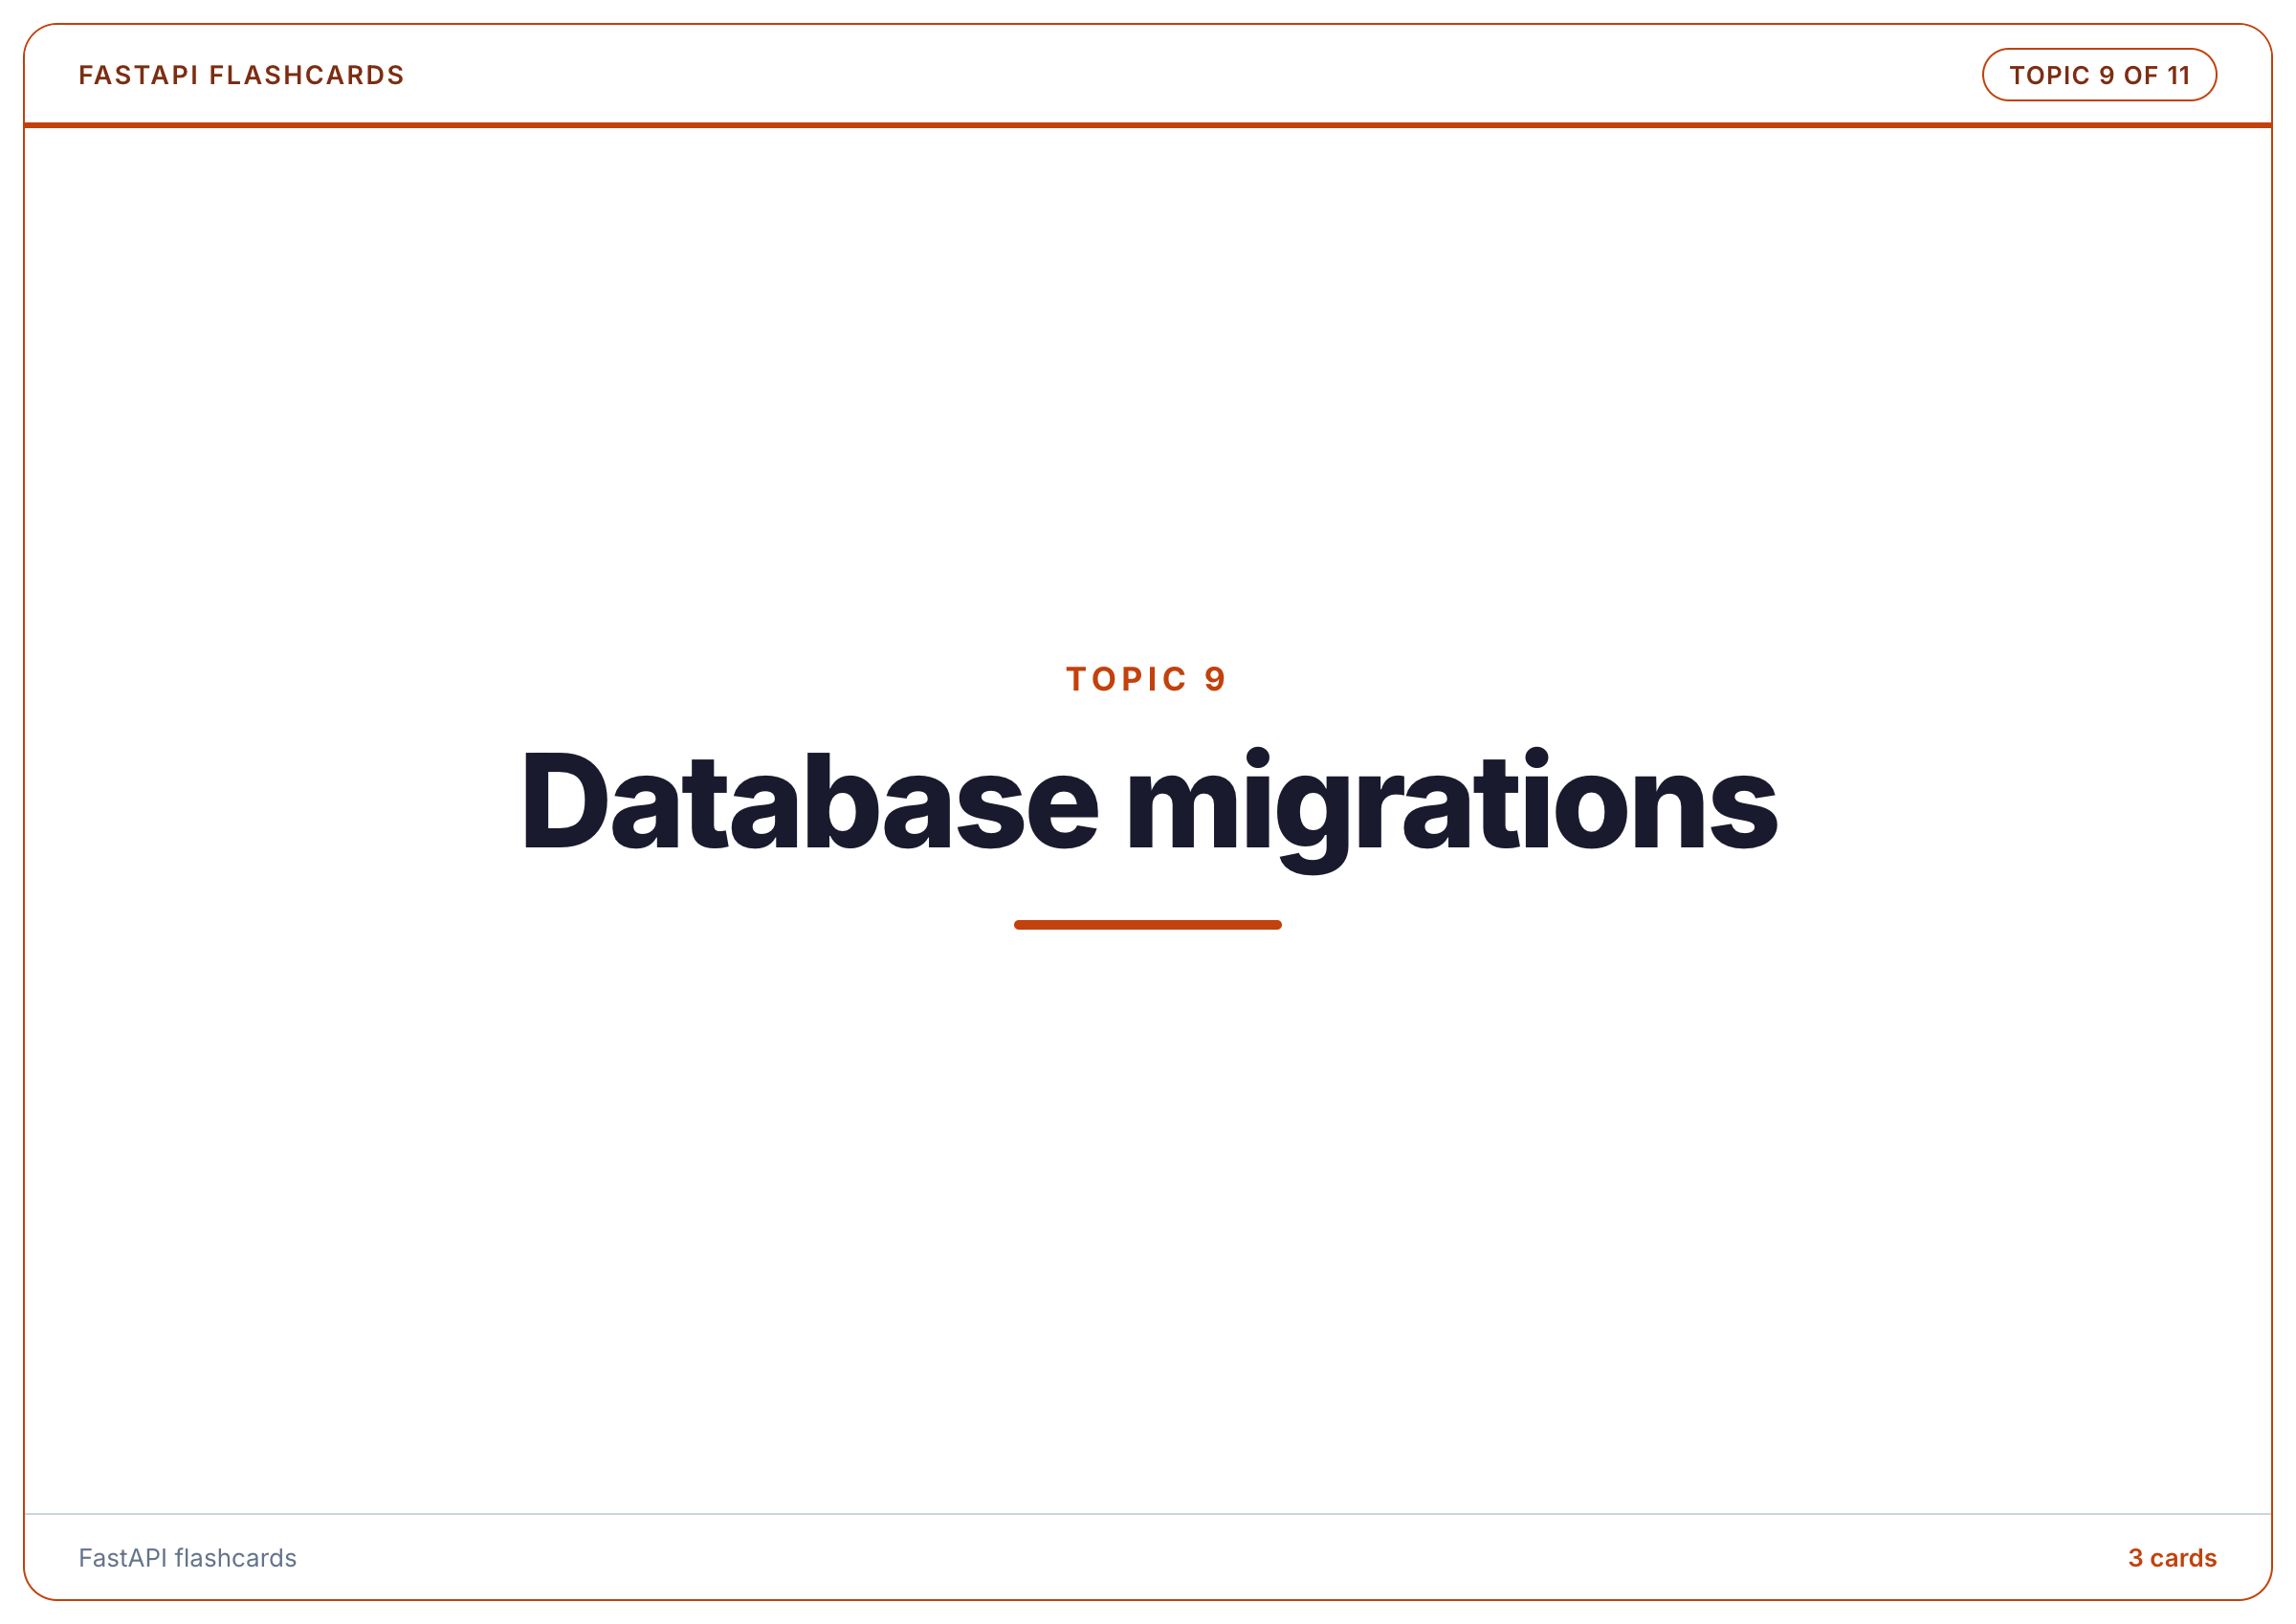 FASTAPI FLASHCARDS
TOPIC 9 OF 11
TOPIC 9
Database migrations
FastAPI flashcards
3 cards